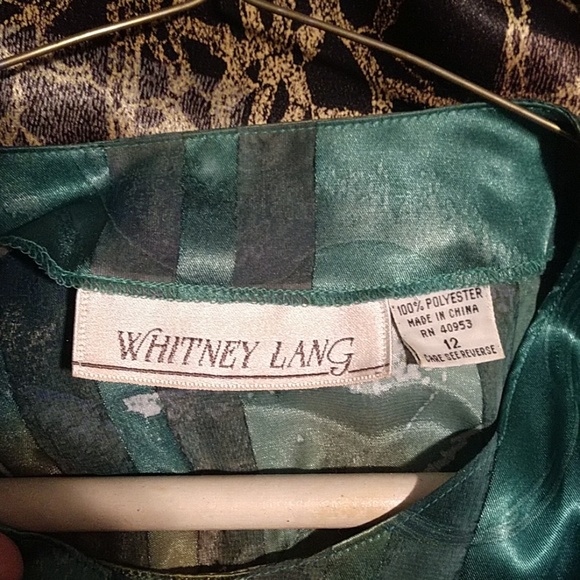 WHITNEY LANG
100% POLYESTER
MADE IN CHINA
RN 40953
12
CARE:SEE REVERSE